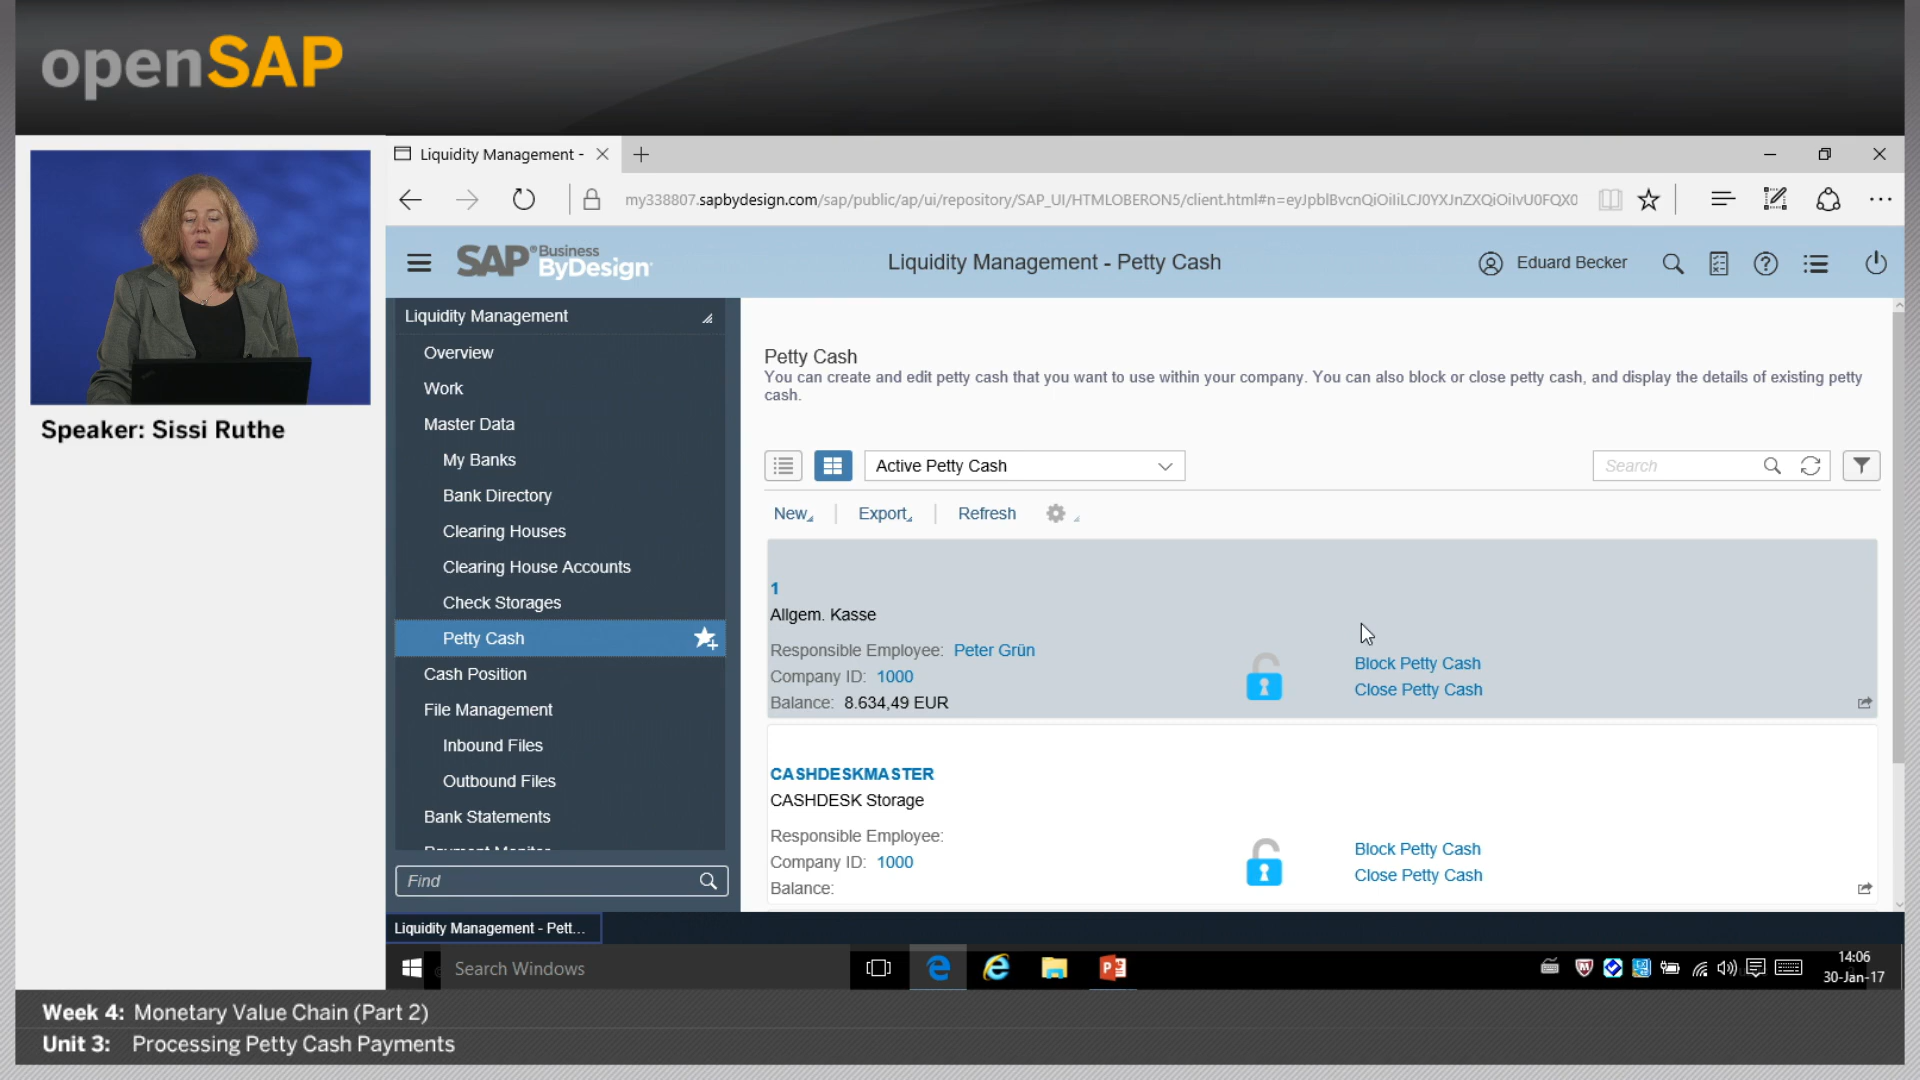 openSAP
Speaker: Sissi Ruthe
Liquidity Management -
my338807.sapbydesign.com/sap/public/ap/ui/repository/SAP_UI/HTMLOBERON5/client.html#n=
SAP® Business ByDesign
Liquidity Management - Petty Cash
Eduard Becker
Liquidity Management
Overview
Work
Master Data
My Banks
Bank Directory
Clearing Houses
Clearing House Accounts
Check Storages
Petty Cash
Cash Position
File Management
Inbound Files
Outbound Files
Bank Statements
Find
Petty Cash
You can create and edit petty cash that you want to use within your company. You can also block or close petty cash, and display the details of existing petty
cash.
Active Petty Cash
Search
New
Export
Refresh
1
Allgem. Kasse
Responsible Employee: Peter Grün
Company ID: 1000
Balance: 8.634,49 EUR
Block Petty Cash
Close Petty Cash
CASHDESKMASTER
CASHDESK Storage
Responsible Employee:
Company ID: 1000
Balance:
Block Petty Cash
Close Petty Cash
Liquidity Management - Pett...
Search Windows
14:06
30-Jan-17
Week 4: Monetary Value Chain (Part 2)
Unit 3: Processing Petty Cash Payments